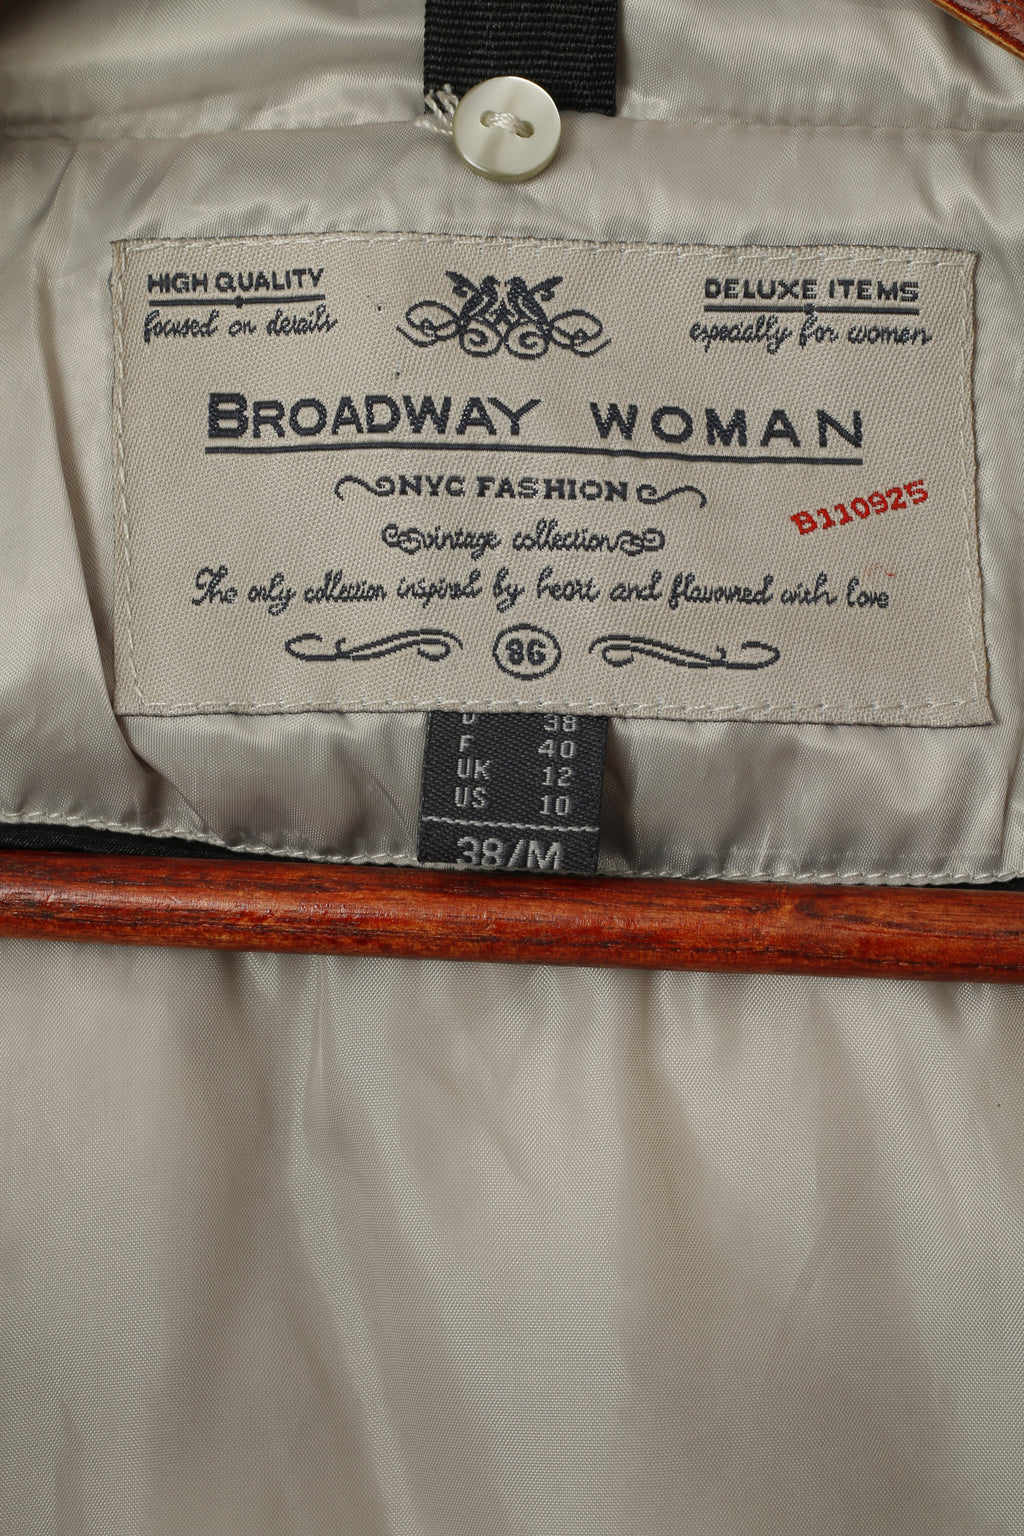 HIGH QUALITY
focused on details
DELUXE ITEMS
especially for women
BROADWAY WOMAN
NYC FASHION
B110925
vintage collection
The only collection inspired by heart and flavoured with love
86
D 38
F 40
UK 12
US 10
38/M